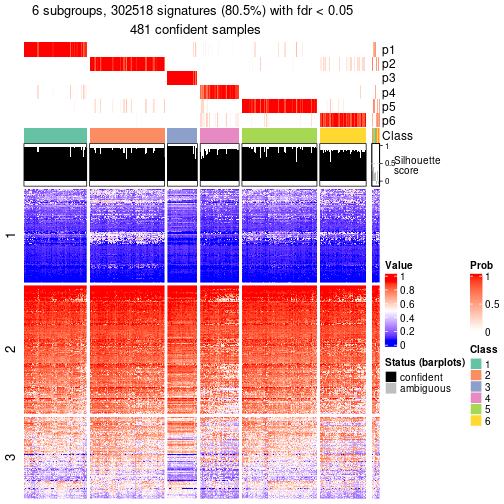 6 subgroups, 302518 signatures (80.5%) with fdr < 0.05
481 confident samples
p1
p2
p3
p4
p5
p6
Class
1
0.5
0
Silhouette
score
1
2
3
Value
1
0.8
0.6
0.4
0.2
0
Prob
1
0.5
0
Status (barplots)
confident
ambiguous
Class
1
2
3
4
5
6